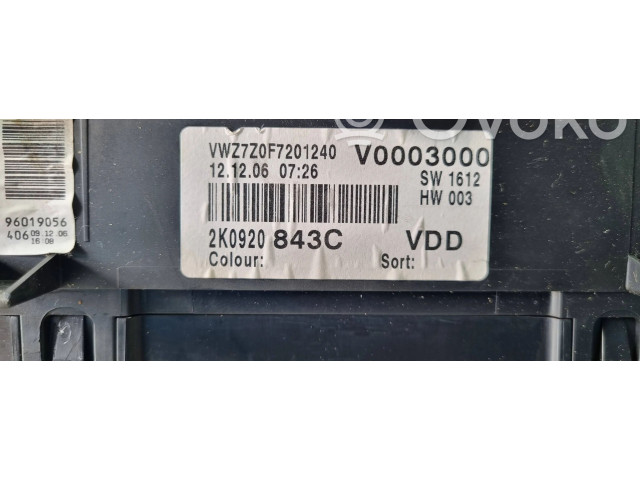 Ovoko
VWZ7Z0F7201240 V0003000
12.12.06 07:26 SW 1612
HW 003
2K0920 843C VDD
Colour: Sort:
96019056
406 09.12.06
16:08